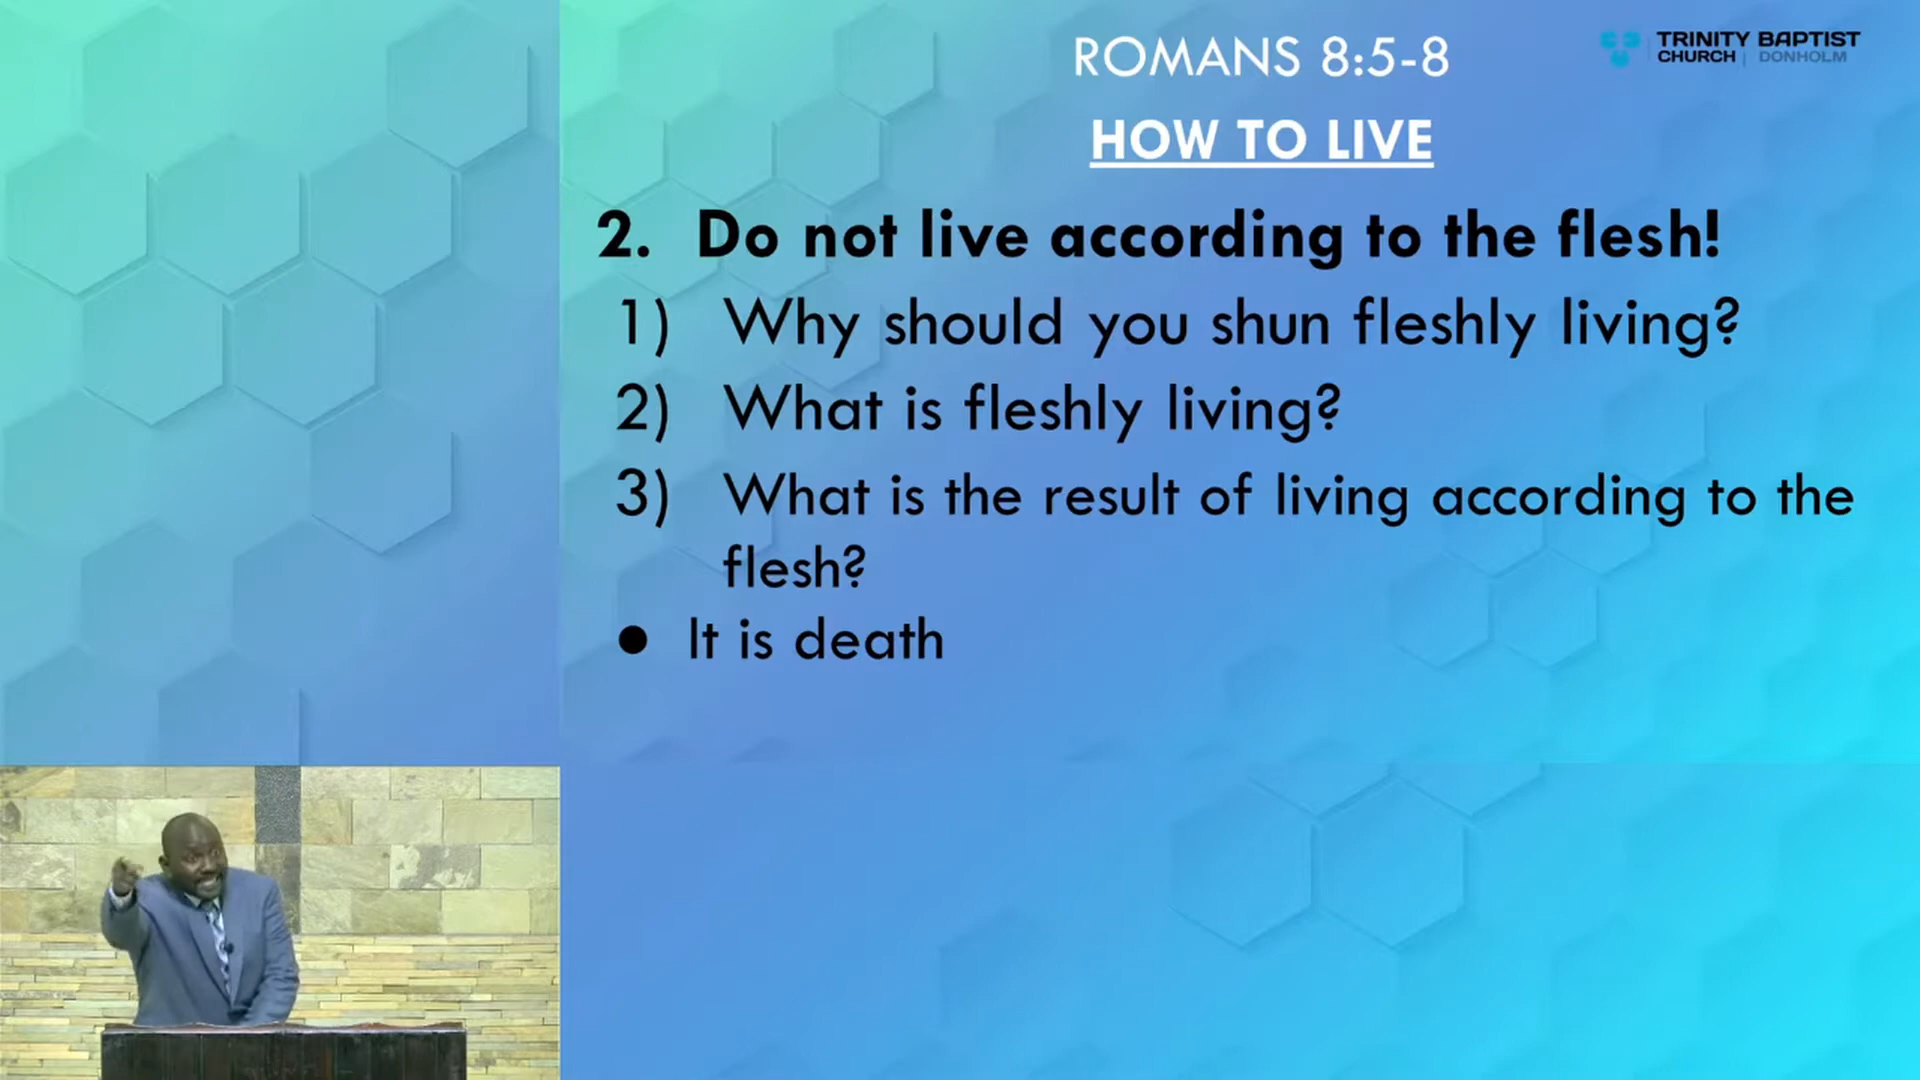 ROMANS 8:5-8
TRINITY BAPTIST
CHURCH | DONHOLM
HOW TO LIVE
2. Do not live according to the flesh!
1) Why should you shun fleshly living?
2) What is fleshly living?
3) What is the result of living according to the
flesh?
● It is death